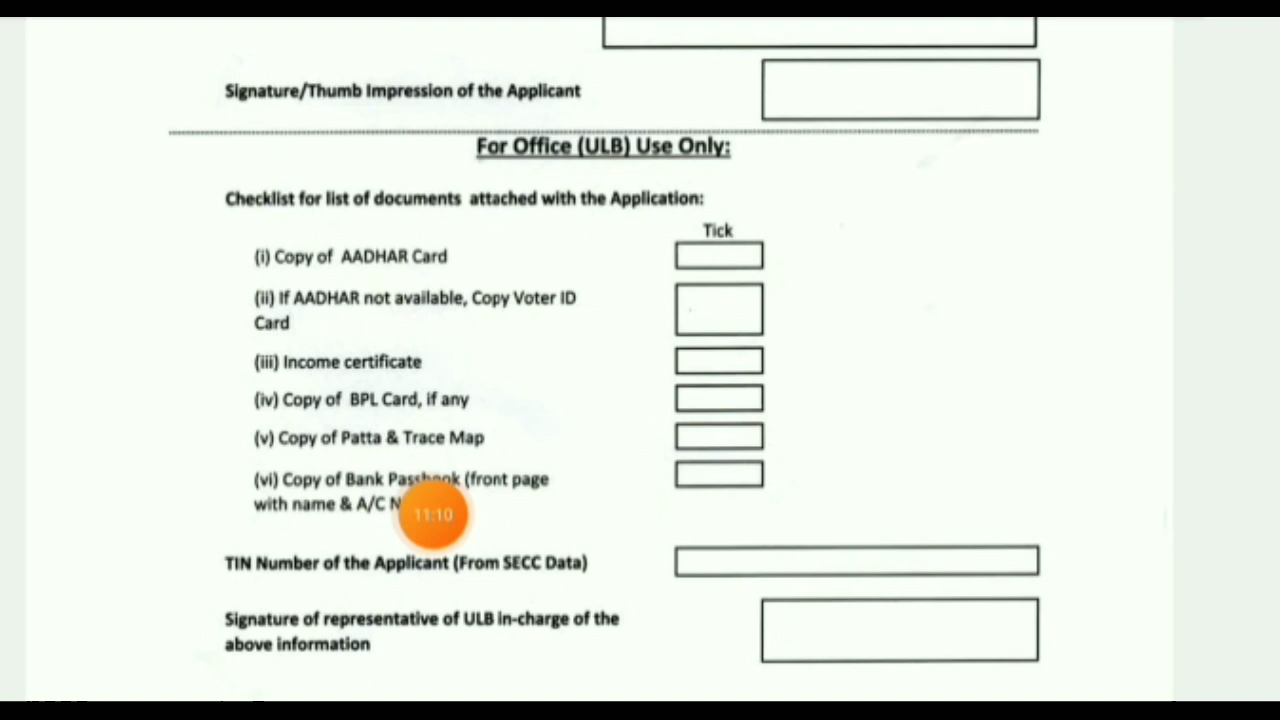 Signature/Thumb Impression of the Applicant
For Office (ULB) Use Only:
Checklist for list of documents attached with the Application:
Tick
(i) Copy of AADHAR Card
(ii) If AADHAR not available, Copy Voter ID
Card
(iii) Income certificate
(iv) Copy of BPL Card, if any
(v) Copy of Patta & Trace Map
(vi) Copy of Bank Passbook (front page
with name & A/C
11:10
TIN Number of the Applicant (From SECC Data)
Signature of representative of ULB in-charge of the
above information